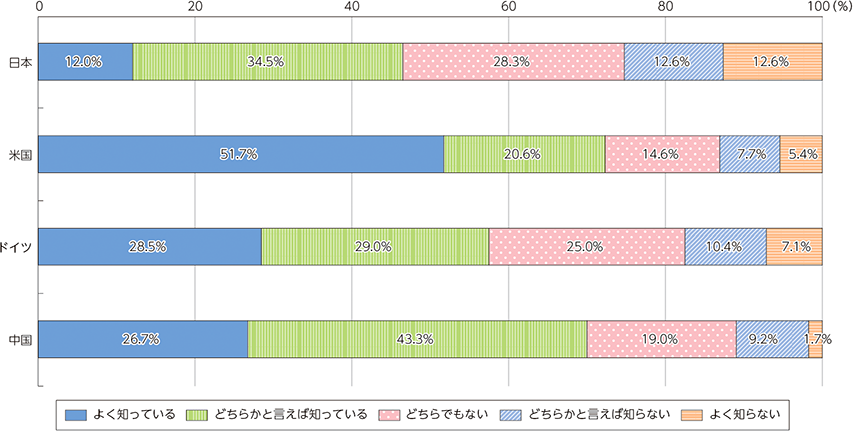 0 20 40 60 80 100(%)
日本 12.0% 34.5% 28.3% 12.6% 12.6%
米国 51.7% 20.6% 14.6% 7.7% 5.4%
ドイツ 28.5% 29.0% 25.0% 10.4% 7.1%
中国 26.7% 43.3% 19.0% 9.2% 1.7%
よく知っている どちらかと言えば知っている どちらでもない どちらかと言えば知らない よく知らない